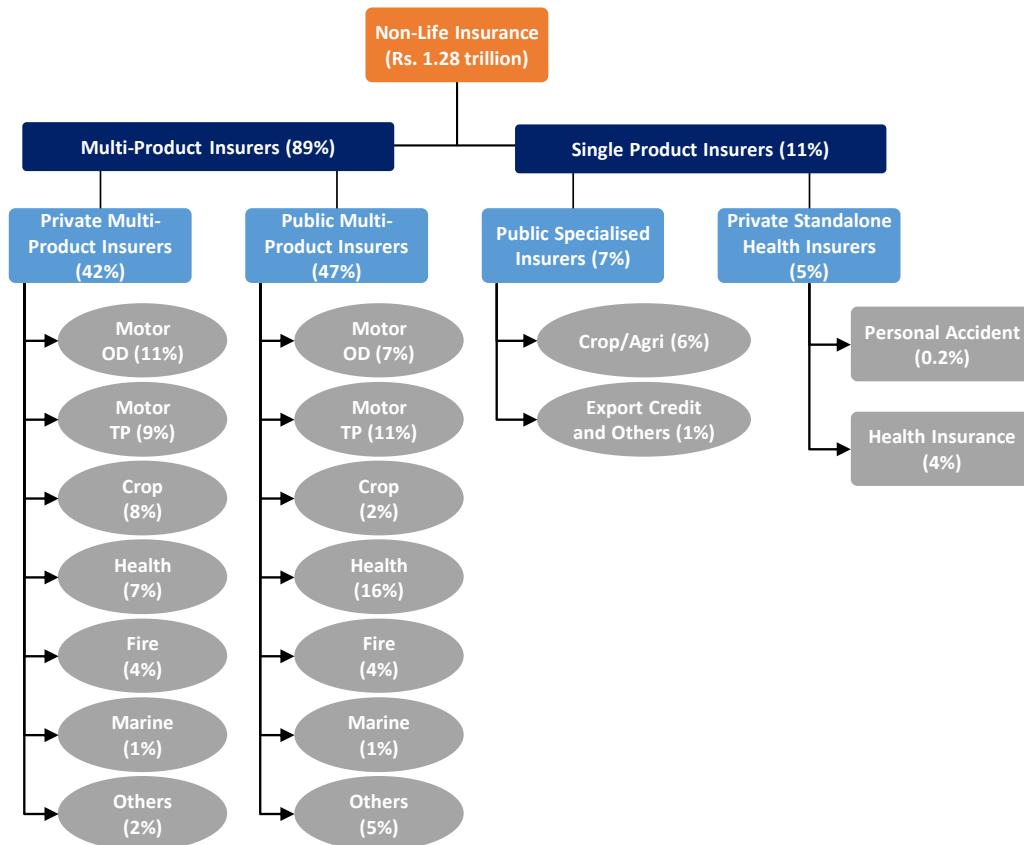 Non-Life Insurance
(Rs. 1.28 trillion)
Multi-Product Insurers (89%)
Single Product Insurers (11%)
Private Multi-
Product Insurers
(42%)
Public Multi-
Product Insurers
(47%)
Public Specialised
Insurers (7%)
Private Standalone
Health Insurers
(5%)
Motor
OD (11%)
Motor
TP (9%)
Crop
(8%)
Health
(7%)
Fire
(4%)
Marine
(1%)
Others
(2%)
Motor
OD (7%)
Motor
TP (11%)
Crop
(2%)
Health
(16%)
Fire
(4%)
Marine
(1%)
Others
(5%)
Crop/Agri (6%)
Export Credit
and Others (1%)
Personal Accident
(0.2%)
Health Insurance
(4%)